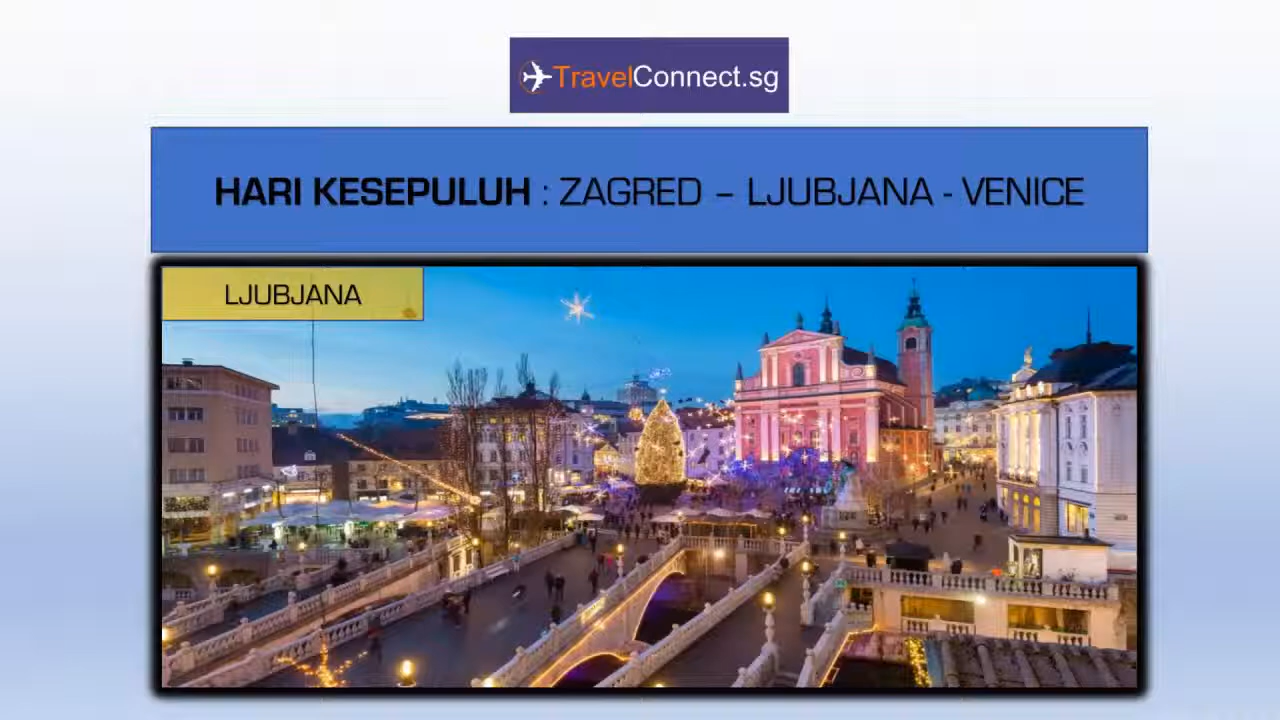 TravelConnect.sg
HARI KESEPULUH : ZAGRED – LJUBJANA - VENICE
LJUBJANA